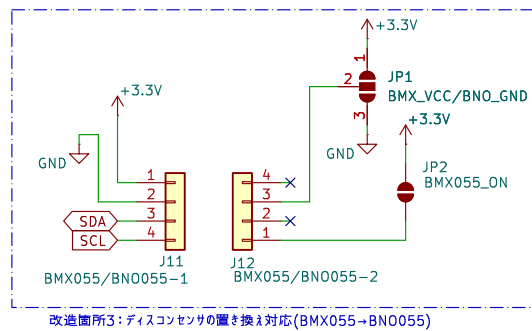 +3.3V
1
2
3
JP1
BMX_VCC/BNO_GND
GND
+3.3V
+3.3V
JP2
BMX055_ON
GND
1
2
3
4
SDA
SCL
J11
BMX055/BNO055-1
4
3
2
1
J12
BMX055/BNO055-2
改造箇所3:ディスコンセンサの置き換え対応(BMX055→BNO055)